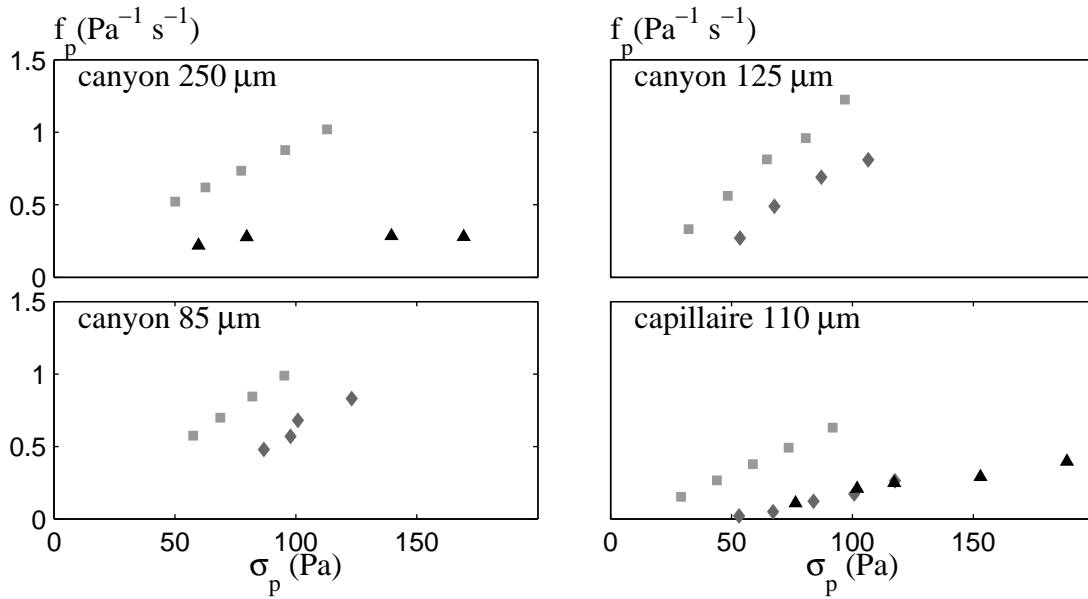 f_p (Pa⁻¹ s⁻¹)
f_p (Pa⁻¹ s⁻¹)
1.5
canyon 250 μm
canyon 125 μm
1
0.5
0
1.5
canyon 85 μm
capillaire 110 μm
1
0.5
0
0 50 100 150
50 100 150
σ_p (Pa)
σ_p (Pa)